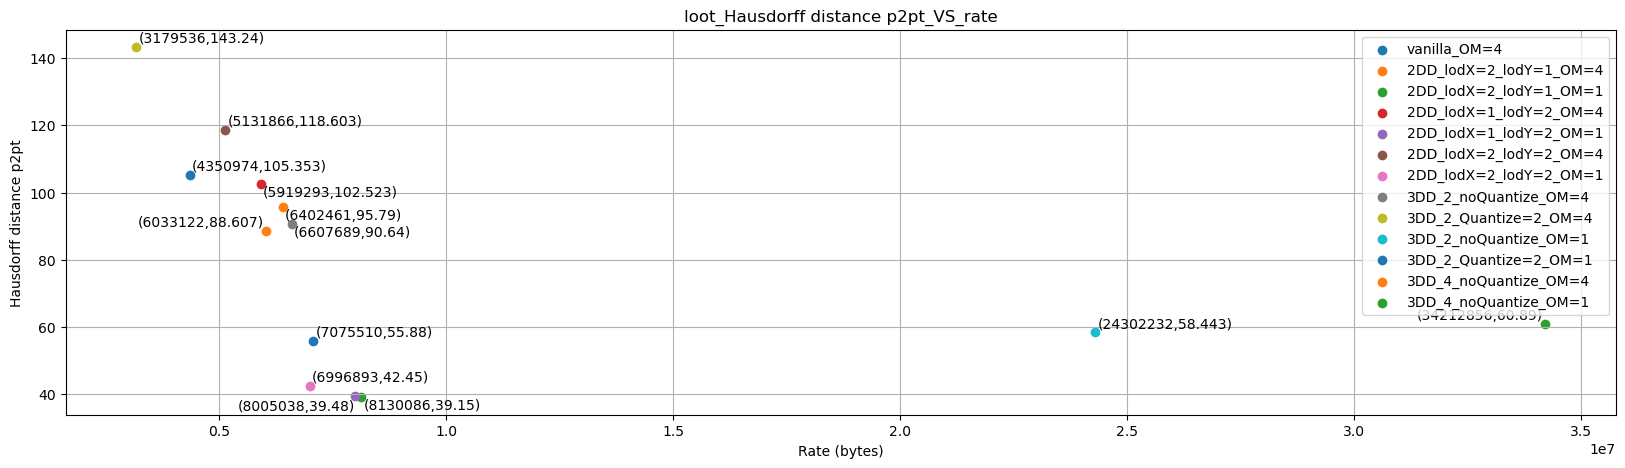 loot_Hausdorff distance p2pt_VS_rate
Hausdorff distance p2pt
140
120
100
80
60
40
(3179536,143.24)
(5131866,118.603)
(4350974,105.353)
(5919293,102.523)
(6402461,95.79)
(6033122,88.607)
(6607689,90.64)
(7075510,55.88)
(24302232,58.443)
(34212856,60.89)
(6996893,42.45)
(8005038,39.48)
(8130086,39.15)
vanilla_OM=4
2DD_lodX=2_lodY=1_OM=4
2DD_lodX=2_lodY=1_OM=1
2DD_lodX=1_lodY=2_OM=4
2DD_lodX=1_lodY=2_OM=1
2DD_lodX=2_lodY=2_OM=4
2DD_lodX=2_lodY=2_OM=1
3DD_2_noQuantize_OM=4
3DD_2_Quantize=2_OM=4
3DD_2_noQuantize_OM=1
3DD_2_Quantize=2_OM=1
3DD_4_noQuantize_OM=4
3DD_4_noQuantize_OM=1
0.5
1.0
1.5
2.0
2.5
3.0
3.5
1e7
Rate (bytes)